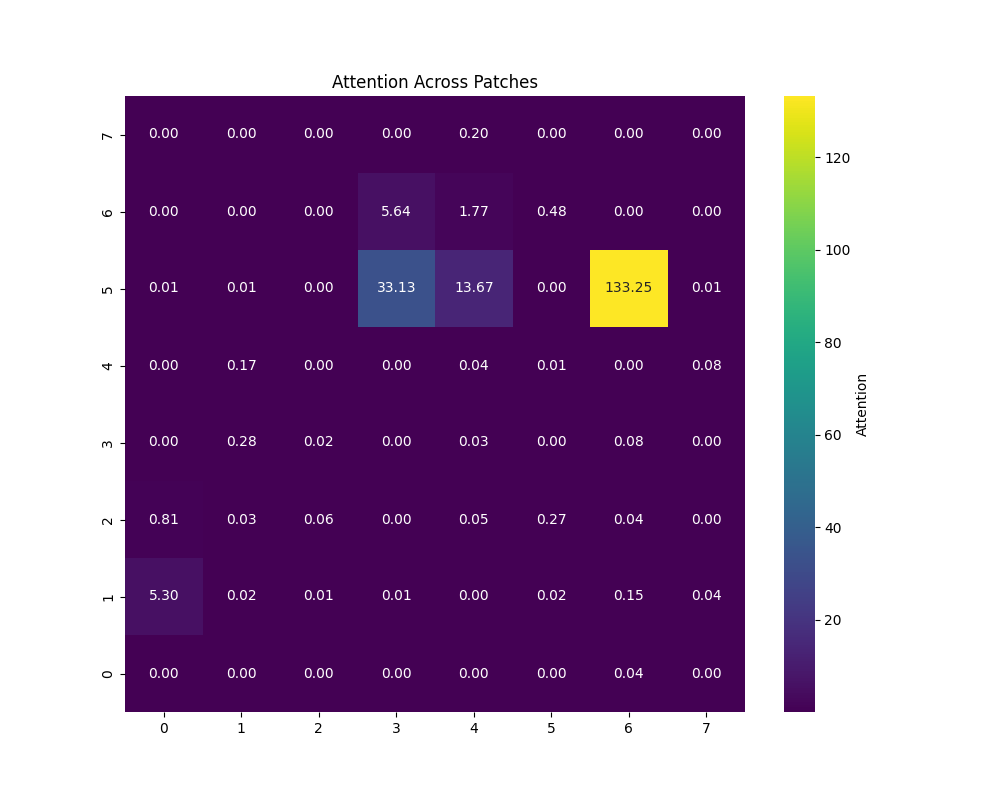 Attention Across Patches
7 0.00 0.00 0.00 0.00 0.20 0.00 0.00 0.00
120
6 0.00 0.00 0.00 5.64 1.77 0.48 0.00 0.00
100
5 0.01 0.01 0.00 33.13 13.67 0.00 133.25 0.01
80
4 0.00 0.17 0.00 0.00 0.04 0.01 0.00 0.08
Attention
60
3 0.00 0.28 0.02 0.00 0.03 0.00 0.08 0.00
40
2 0.81 0.03 0.06 0.00 0.05 0.27 0.04 0.00
1 5.30 0.02 0.01 0.01 0.00 0.02 0.15 0.04
20
0 0.00 0.00 0.00 0.00 0.00 0.00 0.04 0.00
0 1 2 3 4 5 6 7